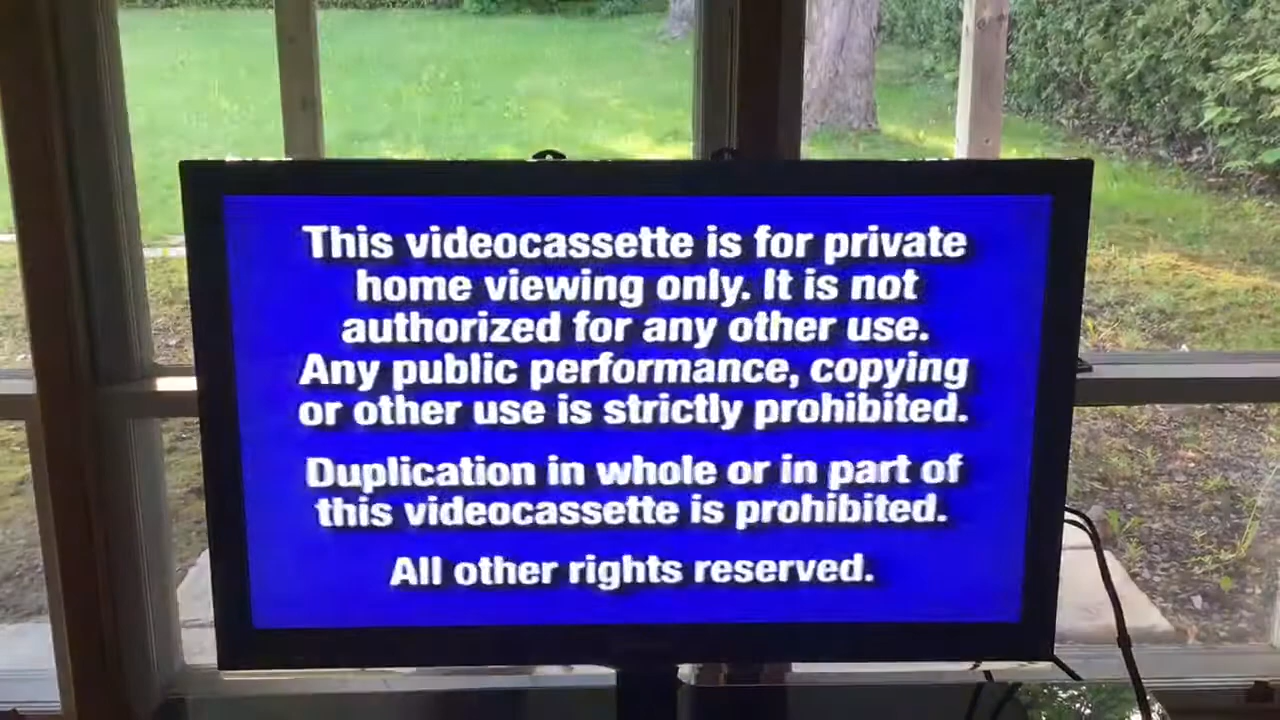 This videocassette is for private
home viewing only. It is not
authorized for any other use.
Any public performance, copying
or other use is strictly prohibited.
Duplication in whole or in part of
this videocassette is prohibited.
All other rights reserved.